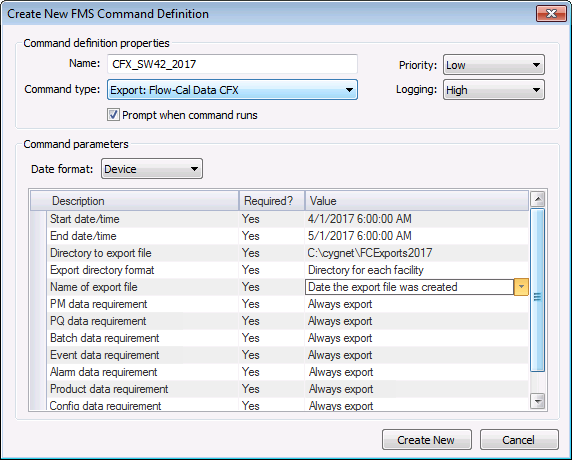 Create New FMS Command Definition
Command definition properties
Name: CFX_SW42_2017 Priority: Low
Command type: Export: Flow-Cal Data CFX Logging: High
Prompt when command runs
Command parameters
Date format: Device
Description Required? Value
Start date/time Yes 4/1/2017 6:00:00 AM
End date/time Yes 5/1/2017 6:00:00 AM
Directory to export file Yes C:\cygnet\FCExports2017
Export directory format Yes Directory for each facility
Name of export file Yes Date the export file was created
PM data requirement Yes Always export
PQ data requirement Yes Always export
Batch data requirement Yes Always export
Event data requirement Yes Always export
Alarm data requirement Yes Always export
Product data requirement Yes Always export
Config data requirement Yes Always export
Create New Cancel